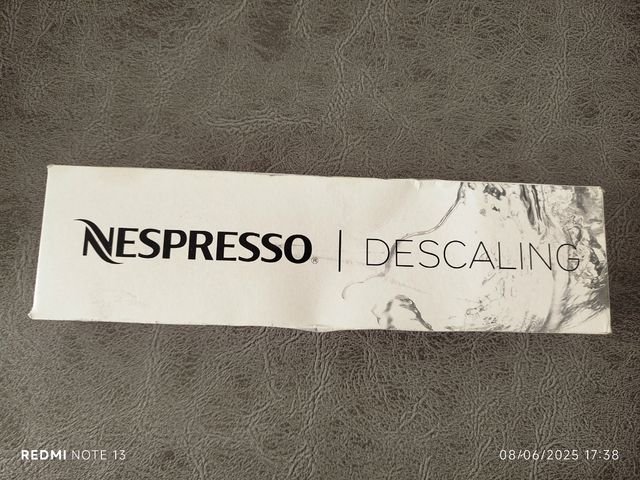 NESPRESSO® | DESCALING
REDMI NOTE 13
08/06/2025 17:38